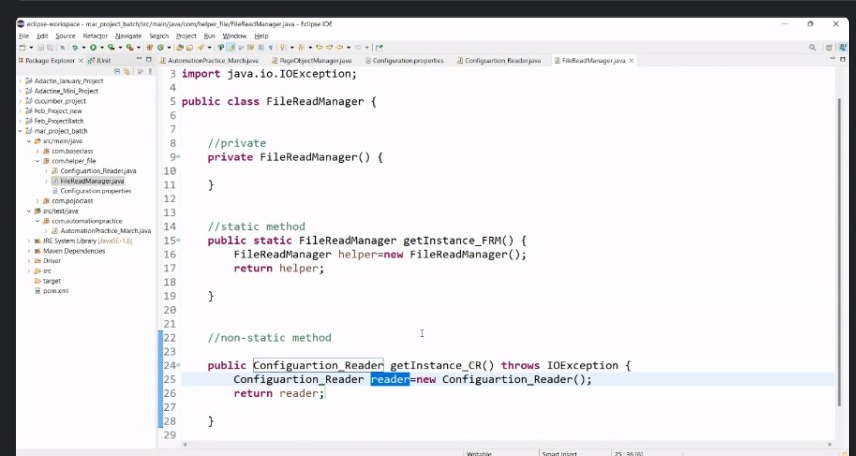 eclipse-workspace - mar_project_batch/src/main/java/com/helper_file/FileReadManager.java - Eclipse IDE
File Edit Source Refactor Navigate Search Project Run Window Help
Package Explorer JUnit
AutomationPractice_March.java PageObjectManager.java Configuration.properties Configuartion_Reader.java FileReadManager.java
Adactin_January_Project
Adactine_Mini_Project
cucumber_project
Feb_Project_new
Feb_ProjectBatch
mar_project_batch
src/main/java
com.baseclass
com.helper_file
Configuartion_Reader.java
FileReadManager.java
Configuration.properties
com.pojoclass
src/test/java
com.automationpractice
AutomationPractice_March.java
JRE System Library [JavaSE-1.8]
Maven Dependencies
Driver
src
target
pom.xml
3 import java.io.IOException;
4
5 public class FileReadManager {
6
7
8 //private
9 private FileReadManager() {
10
11 }
12
13
14 //static method
15 public static FileReadManager getInstance_FRM() {
16 FileReadManager helper=new FileReadManager();
17 return helper;
18
19 }
20
21
22 //non-static method
23
24 public Configuartion_Reader getInstance_CR() throws IOException {
25 Configuartion_Reader reader=new Configuartion_Reader();
26 return reader;
27
28 }
29
Writable Smart Insert